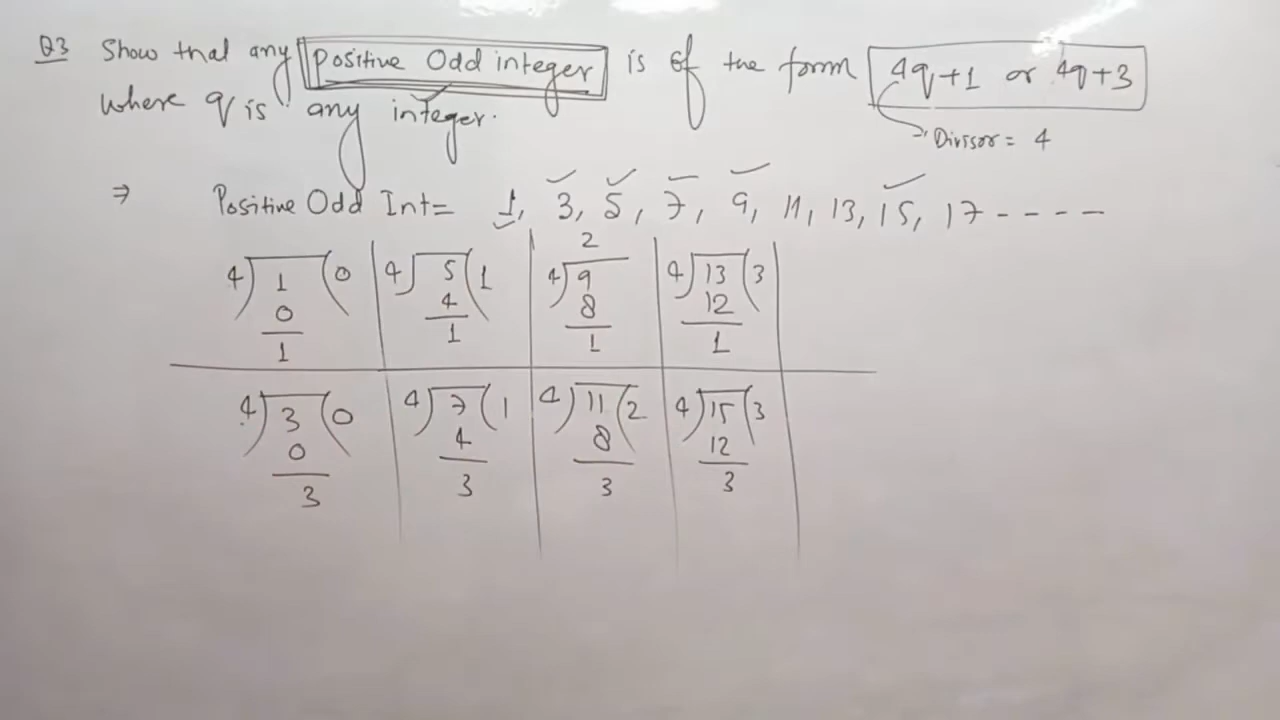 Q3 Show that any Positive Odd integer is of the form 4q+1 or 4q+3
where q is any integer.
Divisor = 4
⇒ Positive Odd Int= 1, 3, 5, 7, 9, 11, 13, 15, 17 - - - -
2
4 1 0 4 5 1 4 9 4 13 3
0 4 8 12
1 1 1 1
4 3 0 4 7 1 4 11 2 4 15 3
0 4 8 12
3 3 3 3